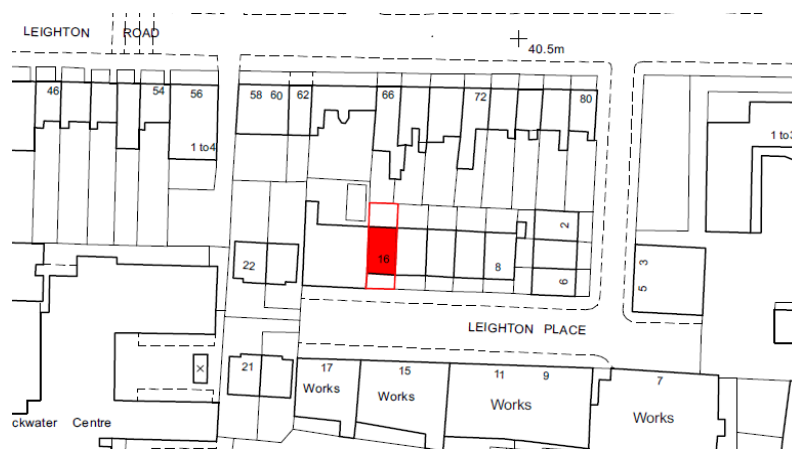 LEIGHTON ROAD
40.5m
46 54 56 58 60 62 66 72 80
1 to4
1 to3
2
16
8
6
22
3
5
LEIGHTON PLACE
21
17
15
11
9
7
Works
Works
Works
Works
ckwater Centre